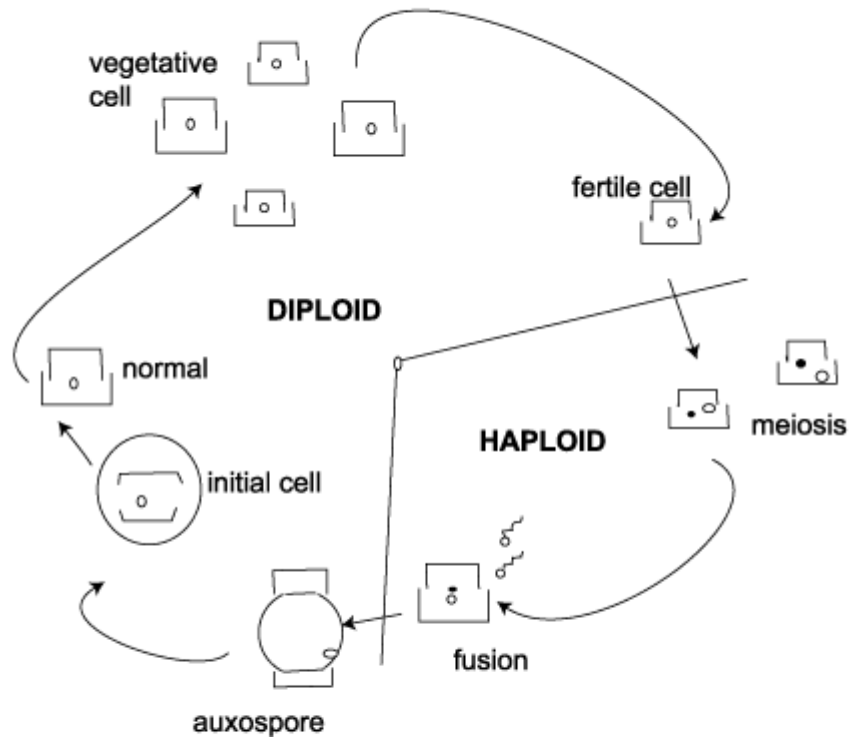 vegetative
cell
fertile cell
DIPLOID
normal
HAPLOID
meiosis
initial cell
fusion
auxospore